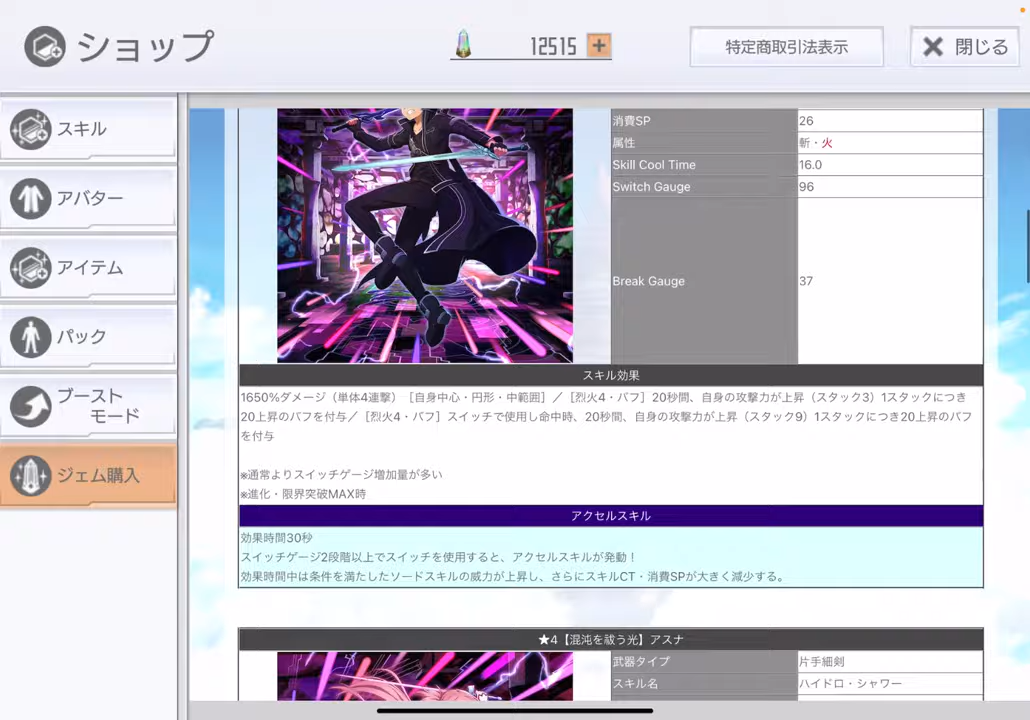 ショップ
12515
特定商取引法表示
閉じる
スキル
アバター
アイテム
パック
ブースト
モード
ジェム購入
消費SP 26
属性 斬・火
Skill Cool Time 16.0
Switch Gauge 96
Break Gauge 37
スキル効果
1650%ダメージ（単体4連撃）［自身中心・円形・中範囲］／［烈火4・バフ］20秒間、自身の攻撃力が上昇（スタック3）1スタックにつき
20上昇のバフを付与／［烈火4・バフ］スイッチで使用し命中時、20秒間、自身の攻撃力が上昇（スタック9）1スタックにつき20上昇のバフ
を付与
※通常よりスイッチゲージ増加量が多い
※進化・限界突破MAX時
アクセルスキル
効果時間30秒
スイッチゲージ2段階以上でスイッチを使用すると、アクセルスキルが発動！
効果時間中は条件を満たしたソードスキルの威力が上昇し、さらにスキルCT・消費SPが大きく減少する。
★4【混沌を祓う光】アスナ
武器タイプ 片手細剣
スキル名 ハイドロ・シャワー